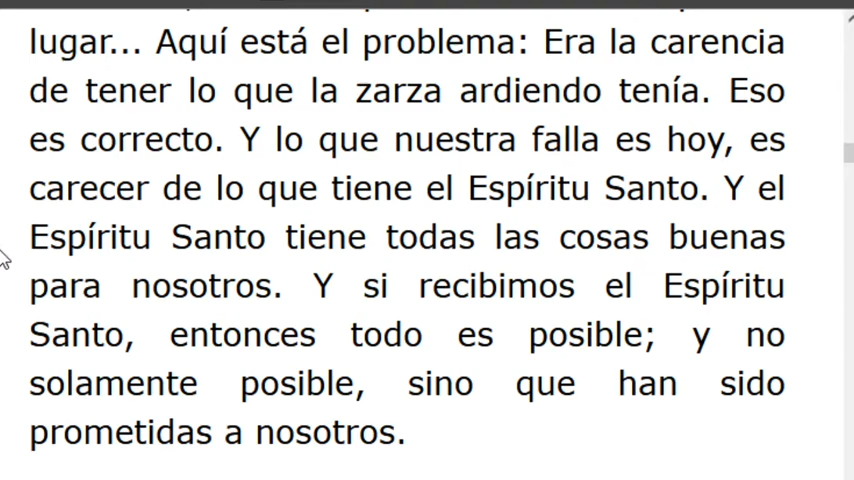 lugar... Aquí está el problema: Era la carencia
de tener lo que la zarza ardiendo tenía. Eso
es correcto. Y lo que nuestra falla es hoy, es
carecer de lo que tiene el Espíritu Santo. Y el
Espíritu Santo tiene todas las cosas buenas
para nosotros. Y si recibimos el Espíritu
Santo, entonces todo es posible; y no
solamente posible, sino que han sido
prometidas a nosotros.